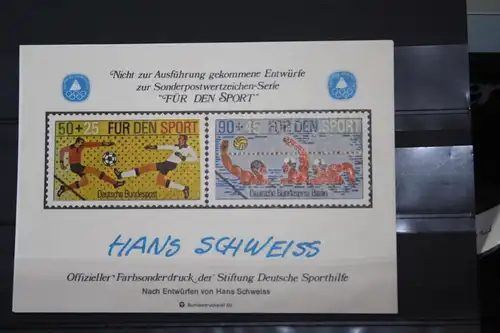 Nicht zur Ausführung gekommene Entwürfe
zur Sonderpostwertzeichen-Serie
"FÜR DEN SPORT"
50+25 FÜR DEN SPORT
Deutsche Bundespost
90+45 FÜR DEN SPORT
Deutsche Bundespost Berlin
HANS SCHWEISS
Offizieller Farbsonderdruck der Stiftung Deutsche Sporthilfe
Nach Entwürfen von Hans Schweiss